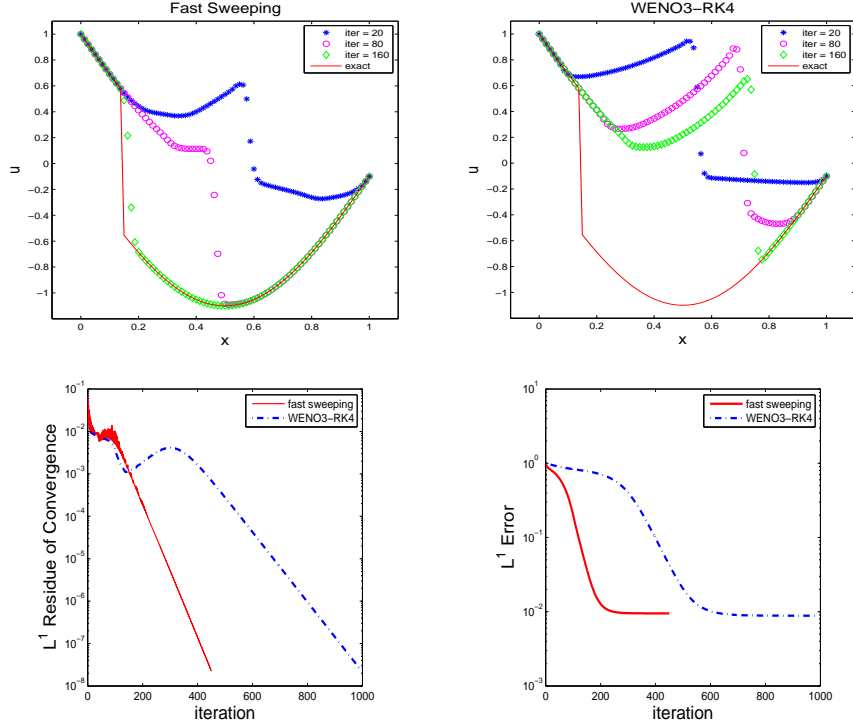 Fast Sweeping
iter = 20
iter = 80
iter = 160
exact
1
0.8
0.6
0.4
0.2
0
−0.2
−0.4
−0.6
−0.8
−1
u
0
0.2
0.4
0.6
0.8
1
x
WENO3−RK4
iter = 20
iter = 80
iter = 160
exact
1
0.8
0.6
0.4
0.2
0
−0.2
−0.4
−0.6
−0.8
−1
u
0
0.2
0.4
0.6
0.8
1
x
fast sweeping
WENO3−RK4
10^-1
10^-2
10^-3
10^-4
10^-5
10^-6
10^-7
10^-8
L^1 Residue of Convergence
0
200
400
600
800
1000
iteration
fast sweeping
WENO3−RK4
10^1
10^0
10^-1
10^-2
10^-3
L^1 Error
0
200
400
600
800
1000
iteration